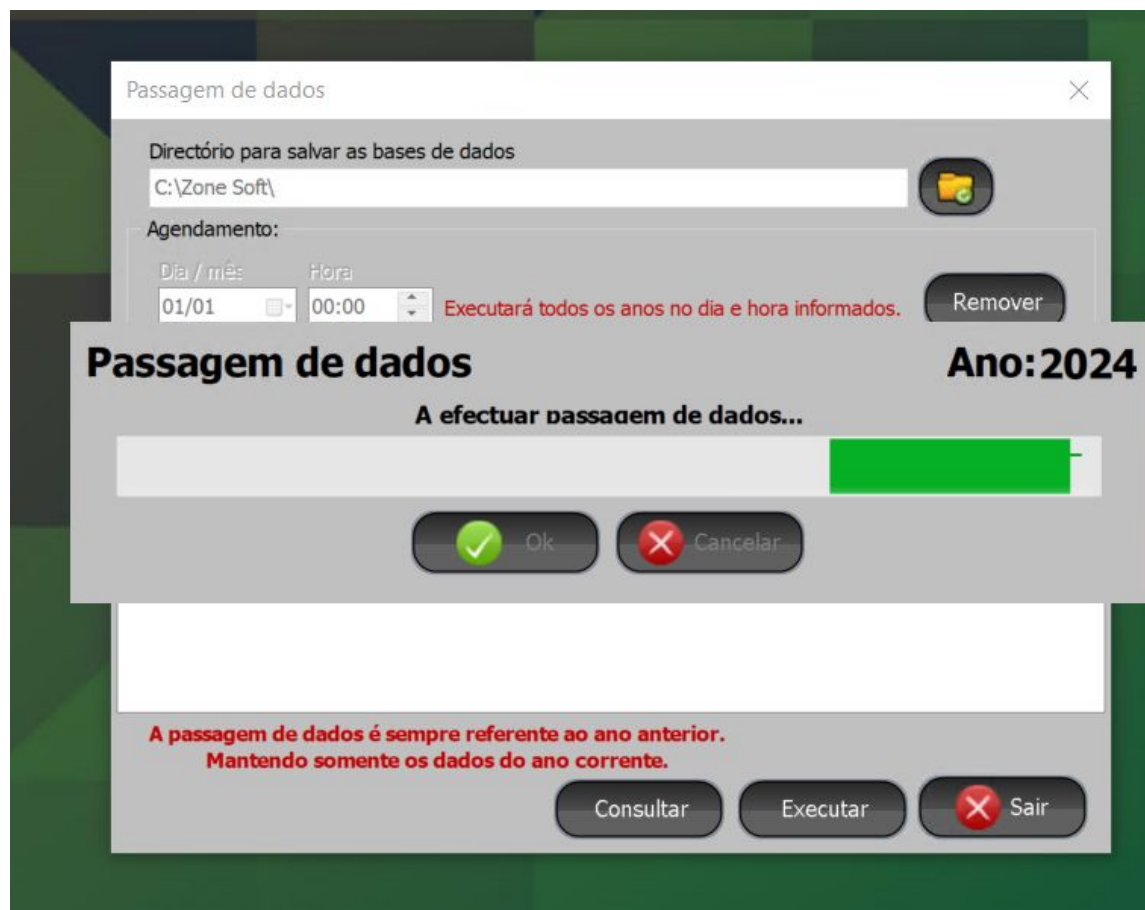 Passagem de dados
Directório para salvar as bases de dados
C:\Zone Soft\
Agendamento:
Dia / mês Hora
01/01 00:00 Executará todos os anos no dia e hora informados. Remover
Passagem de dados Ano:2024
A efectuar passagem de dados...
Ok Cancelar
A passagem de dados é sempre referente ao ano anterior.
Mantendo somente os dados do ano corrente.
Consultar Executar Sair